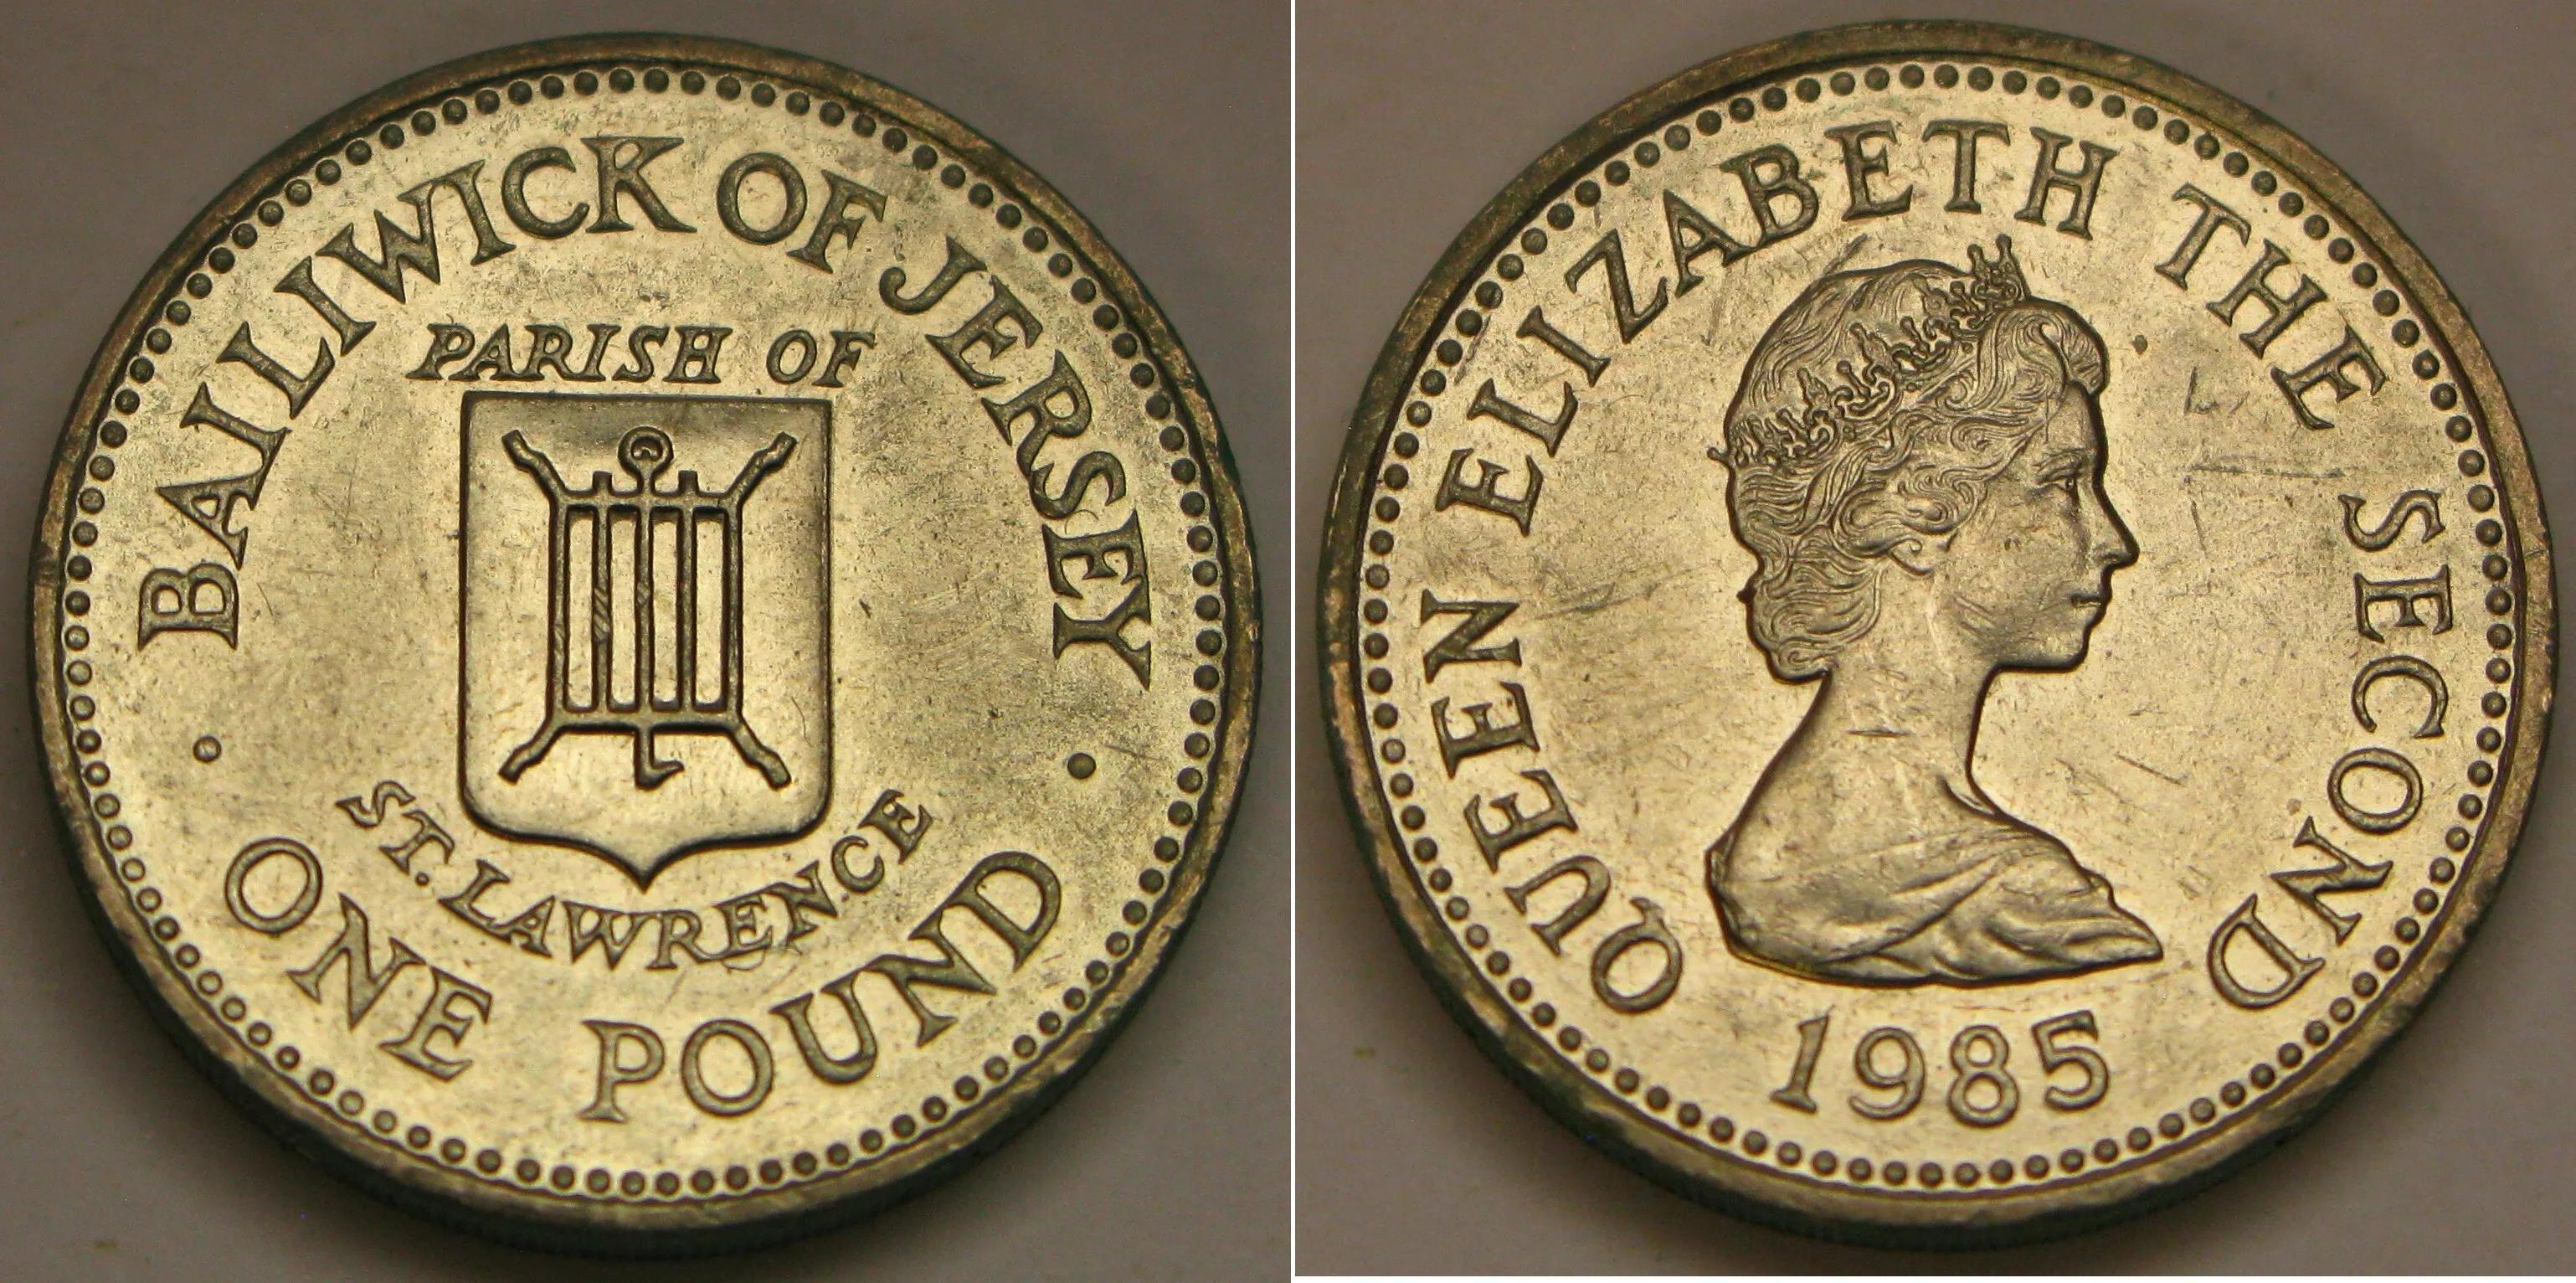 BAILIWICK OF JERSEY
PARISH OF
ST. LAWRENCE
ONE POUND
QUEEN ELIZABETH THE SECOND
1985